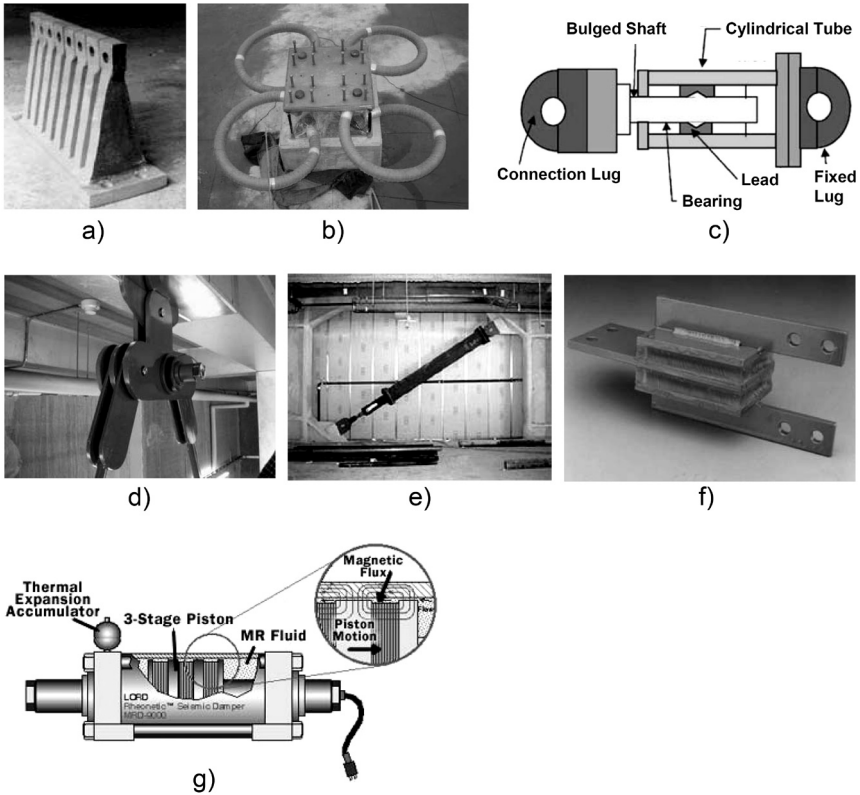 a)
b)
Bulged Shaft
Cylindrical Tube
Connection Lug
Lead
Bearing
Fixed
Lug
c)
d)
e)
f)
Thermal
Expansion
Accumulator
3-Stage Piston
MR Fluid
Magnetic
Flux
Flow
Piston
Motion
LORD
Rheonetic™ Seismic Damper
MRD-9000
g)